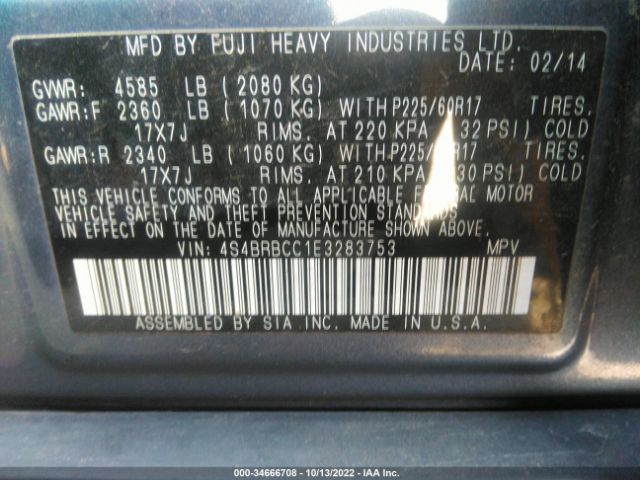 MFD BY FUJI HEAVY INDUSTRIES LTD.
DATE: 02/14
GVWR: 4585 LB (2080 KG)
GAWR:F 2360 LB (1070 KG) WITH P225/60R17 TIRES.
17X7J RIMS. AT 220 KPA (32 PSI) COLD
GAWR:R 2340 LB (1060 KG) WITH P225/60R17 TIRES.
17X7J RIMS. AT 210 KPA (30 PSI) COLD
THIS VEHICLE CONFORMS TO ALL APPLICABLE FEDERAL MOTOR
VEHICLE SAFETY AND THEFT PREVENTION STANDARDS
IN EFFECT ON THE DATE OF MANUFACTURE SHOWN ABOVE.
VIN: 4S4BRBCC1E3283753 MPV
ASSEMBLED BY SIA.INC. MADE IN U.S.A.
000-34666708 - 10/13/2022 - IAA Inc.